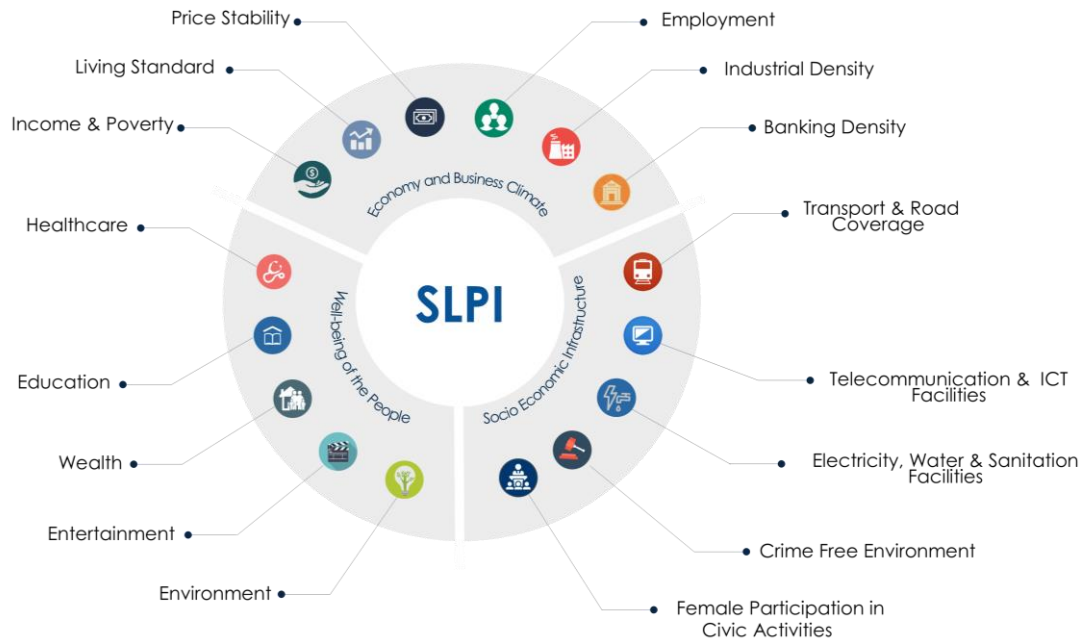 Price Stability
Employment
Living Standard
Industrial Density
Income & Poverty
Banking Density
Economy and Business Climate
Healthcare
Transport & Road
Coverage
SLPI
Well-being of the People
Socio Economic Infrastructure
Education
Telecommunication & ICT
Facilities
Wealth
Electricity, Water & Sanitation
Facilities
Entertainment
Crime Free Environment
Environment
Female Participation in
Civic Activities